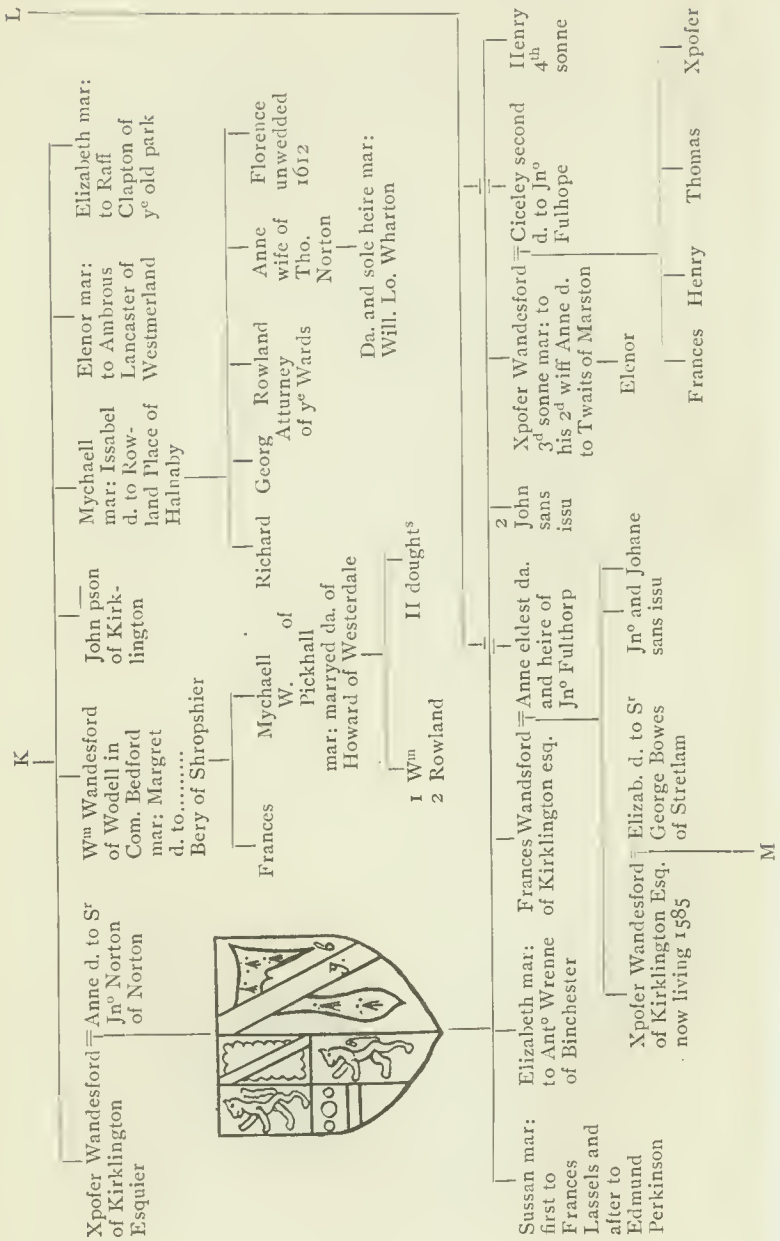 K
L
Xpofer Wandesford = Anne d. to Sr
of Kirklington Jno Norton
Esquier of Norton
Wm Wandesford
of Wodell in
Com. Bedford
mar: Margret
d. to..........
Bery of Shropshier
John pson
of Kirk-
lington
Mychaell
mar: Issabel
d. to Row-
land Place of
Halnaby
Elenor mar:
to Ambrous
Lancaster of
Westmerland
Elizabeth mar:
to Raff
Clapton of
ye old park
Frances
Mychaell of
W.
Pickhall
mar: marryed da. of
Howard of Westerdale
Richard
Georg
Rowland
Atturney
of ye Wards
Anne
wife of
Tho.
Norton
Florence
unwedded
1612
Da. and sole heire mar:
Will. Lo. Wharton
1 Wm
2 Rowland
II doughts
g. b
Sussan mar:
first to
Frances
Lassels and
after to
Edmund
Perkinson
Elizabeth mar:
to Anto Wrenne
of Binchester
Frances Wandsford = Anne eldest da.
of Kirklington esq. and heire of
Jno Fulthorp
2
John
sans
issu
Xpofer Wandesford = Ciceley second
3d sonne mar: to d. to Jno
his 2d wiff Anne d. Fulhope
to Twaits of Marston
Henry
4th
sonne
Elenor
Xpofer Wandesford = Elizab. d. to Sr
of Kirklington Esq. George Bowes
now living 1585 of Stretlam
Jno and Johane
sans issu
Frances
Henry
Thomas
Xpofer
M